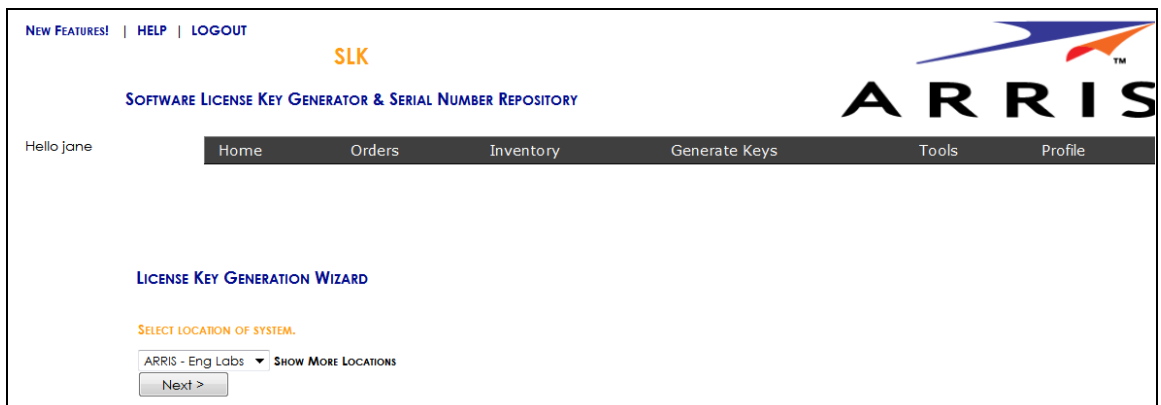 New Features! | HELP | LOGOUT
SLK
Software License Key Generator & Serial Number Repository
TM
ARRIS
Hello jane
Home Orders Inventory Generate Keys Tools Profile
License Key Generation Wizard
Select location of system.
ARRIS - Eng Labs Show More Locations
Next >